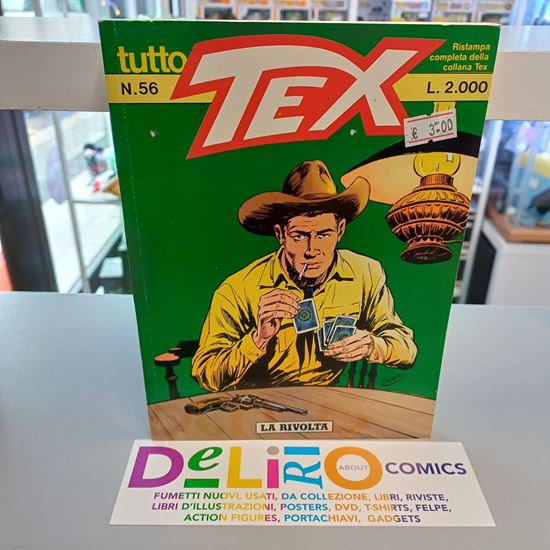 tutto
TEX
N.56
Ristampa
completa della
collana Tex
L. 2.000
€ 3.00
LA RIVOLTA
DeLiRiO
ABOUT
COMICS
FUMETTI NUOVI, USATI, DA COLLEZIONE, LIBRI, RIVISTE,
LIBRI D'ILLUSTRAZIONI, POSTERS, DVD, T-SHIRTS, FELPE,
ACTION FIGURES, PORTACHIAVI, GADGETS